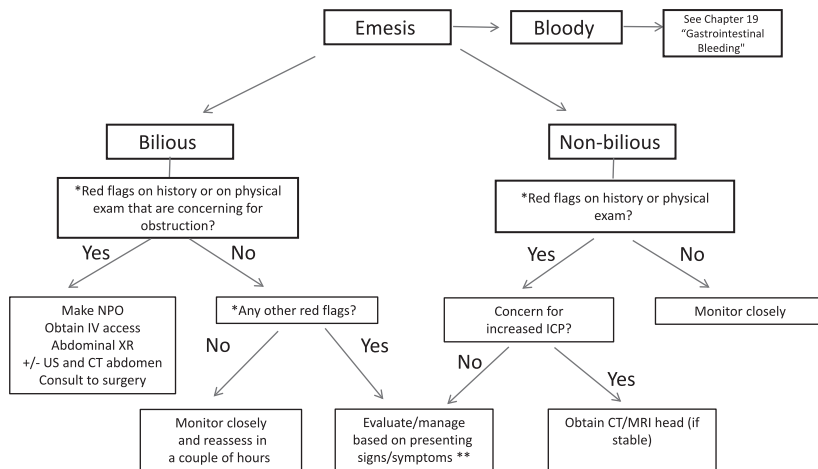 Emesis
Bloody
See Chapter 19
“Gastrointestinal
Bleeding"
Bilious
Non-bilious
*Red flags on history or on physical
exam that are concerning for
obstruction?
*Red flags on history or physical
exam?
Yes
No
Yes
No
Make NPO
Obtain IV access
Abdominal XR
+/- US and CT abdomen
Consult to surgery
*Any other red flags?
Concern for
increased ICP?
Monitor closely
No
Yes
No
Yes
Monitor closely
and reassess in
a couple of hours
Evaluate/manage
based on presenting
signs/symptoms **
Obtain CT/MRI head (if
stable)